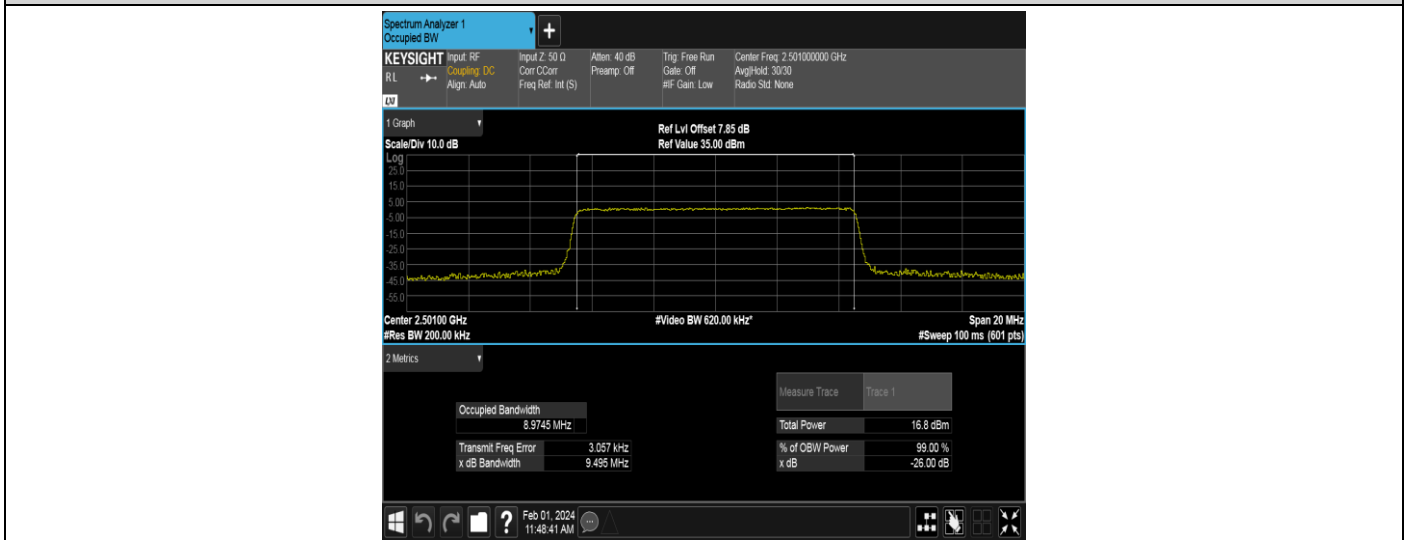 Spectrum Analyzer 1
Occupied BW
+
KEYSIGHT Input: RF Input Z: 50 Ω Atten: 40 dB Trig: Free Run Center Freq: 2.501000000 GHz
RL Coupling: DC Corr CCorr Preamp: Off Gate: Off Avg|Hold: 30/30
Align: Auto Freq Ref: Int (S) #IF Gain: Low Radio Std: None
LXI
1 Graph Ref Lvl Offset 7.85 dB
Scale/Div 10.0 dB Ref Value 35.00 dBm
Log
25.0
15.0
5.00
-5.00
-15.0
-25.0
-35.0
-45.0
-55.0
Center 2.50100 GHz #Video BW 620.00 kHz* Span 20 MHz
#Res BW 200.00 kHz #Sweep 100 ms (601 pts)
2 Metrics
Measure Trace Trace 1
Occupied Bandwidth
8.9745 MHz Total Power 16.8 dBm
Transmit Freq Error 3.057 kHz % of OBW Power 99.00 %
x dB Bandwidth 9.495 MHz x dB -26.00 dB
? Feb 01, 2024
11:48:41 AM